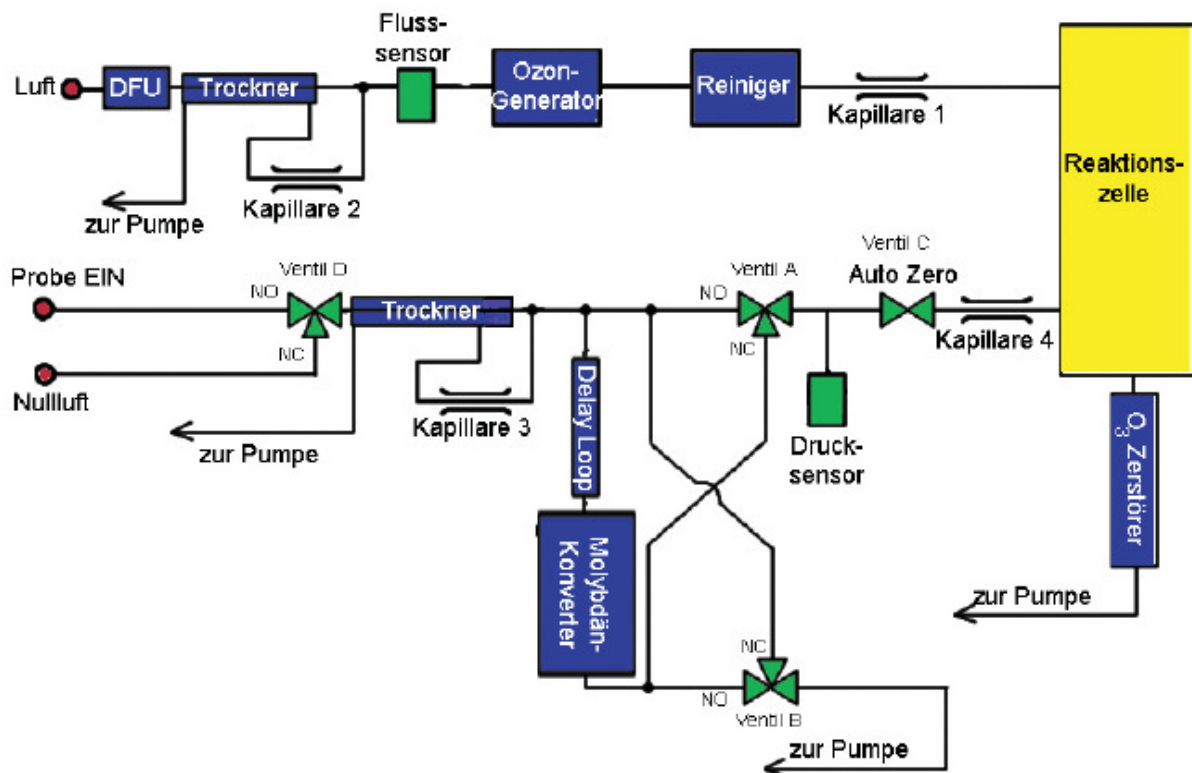 Fluss-
sensor
Luft
DFU
Trockner
Ozon-
Generator
Reiniger
Kapillare 1
Kapillare 2
zur Pumpe
Reaktions-
zelle
Probe EIN
NO
Ventil D
NC
Nullluft
Trockner
Kapillare 3
zur Pumpe
Ventil A
NO
NC
Ventil C
Auto Zero
Kapillare 4
Druck-
sensor
Delay Loop
Molybdän-
Konverter
O3 Zerstörer
zur Pumpe
NC
NO
Ventil B
zur Pumpe